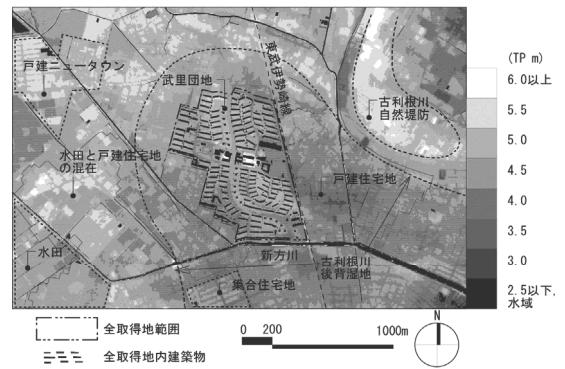 (TP m)
6.0以上
5.5
5.0
4.5
4.0
3.5
3.0
2.5以下,
水域
戸建ニュータウン
武里団地
東武伊勢崎線
古利根川
自然堤防
水田と戸建住宅地
の混在
戸建住宅地
水田
新方川
古利根川
後背湿地
集合住宅地
全取得地範囲
全取得地内建築物
0 200 1000m
N